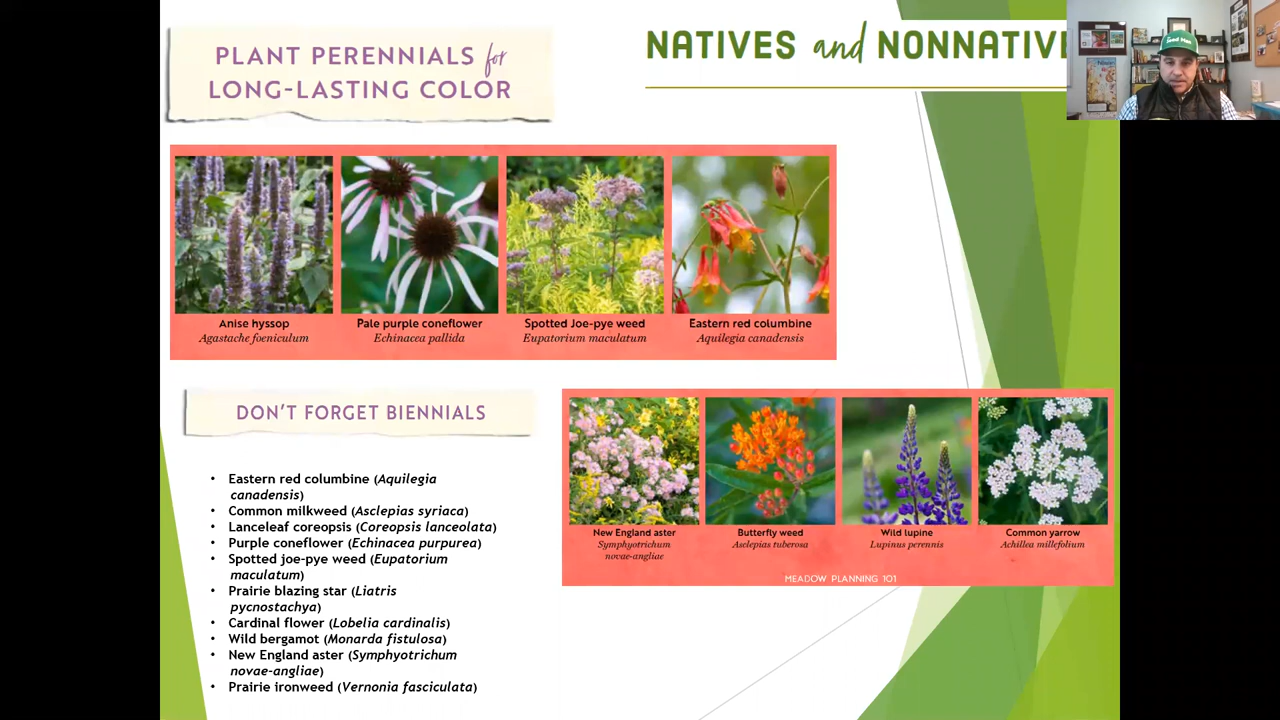 PLANT PERENNIALS for
LONG-LASTING COLOR
NATIVES and NONNATIVE
Anise hyssop
Agastache foeniculum
Pale purple coneflower
Echinacea pallida
Spotted Joe-pye weed
Eupatorium maculatum
Eastern red columbine
Aquilegia canadensis
DON'T FORGET BIENNIALS
• Eastern red columbine (Aquilegia
canadensis)
• Common milkweed (Asclepias syriaca)
• Lanceleaf coreopsis (Coreopsis lanceolata)
• Purple coneflower (Echinacea purpurea)
• Spotted joe-pye weed (Eupatorium
maculatum)
• Prairie blazing star (Liatris
pycnostachya)
• Cardinal flower (Lobelia cardinalis)
• Wild bergamot (Monarda fistulosa)
• New England aster (Symphyotrichum
novae-angliae)
• Prairie ironweed (Vernonia fasciculata)
New England aster
Symphyotrichum
novae-angliae
Butterfly weed
Asclepias tuberosa
Wild lupine
Lupinus perennis
Common yarrow
Achillea millefolium
MEADOW PLANNING 101